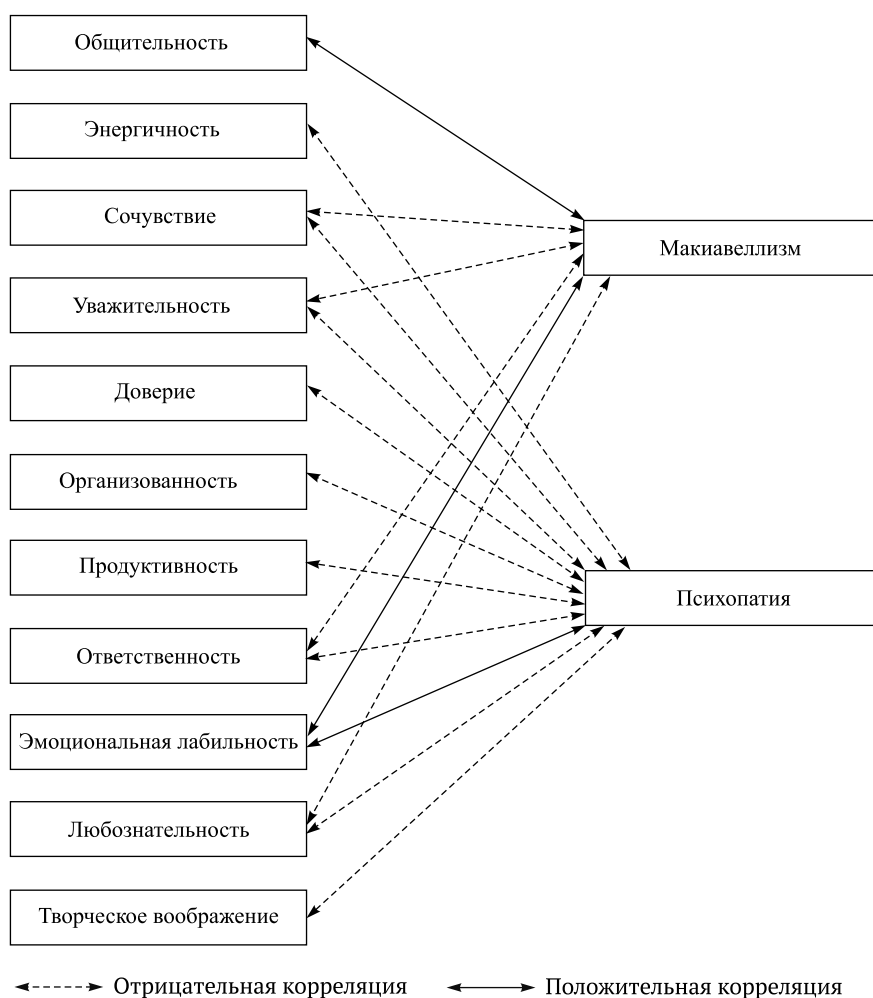 Общительность
Энергичность
Сочувствие
Макиавеллизм
Уважительность
Доверие
Организованность
Продуктивность
Психопатия
Ответственность
Эмоциональная лабильность
Любознательность
Творческое воображение
Отрицательная корреляция
Положительная корреляция